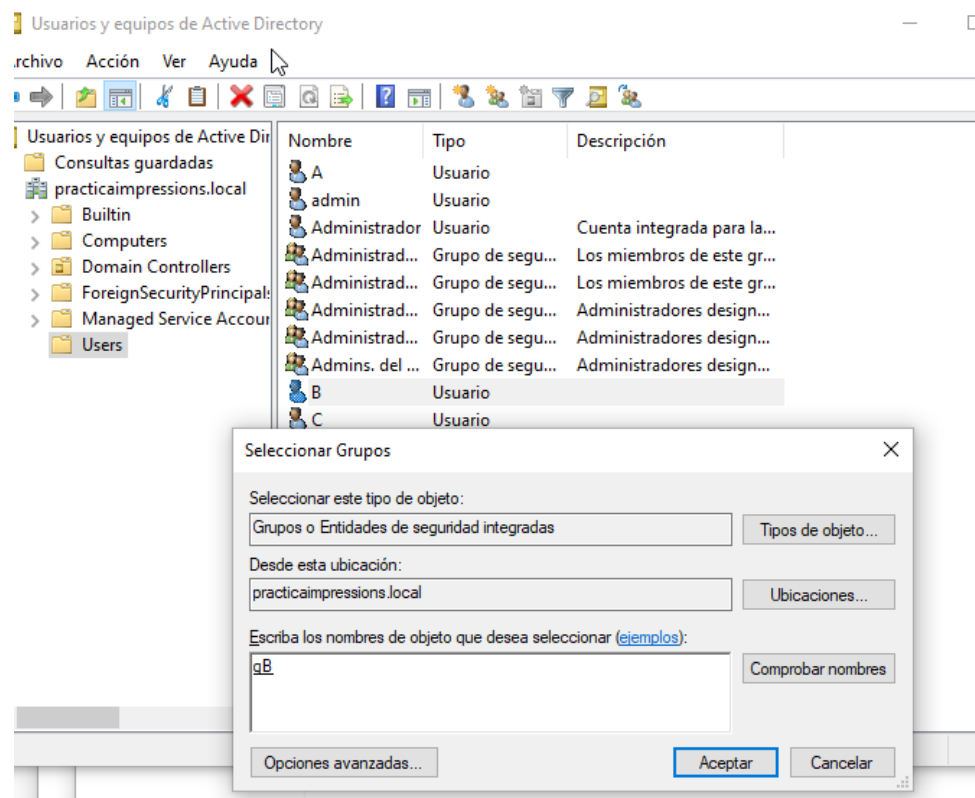 Usuarios y equipos de Active Directory
rchivo Acción Ver Ayuda
Usuarios y equipos de Active Dir
Consultas guardadas
practicaimpressions.local
Builtin
Computers
Domain Controllers
ForeignSecurityPrincipals
Managed Service Accour
Users
Nombre Tipo Descripción
A Usuario
admin Usuario
Administrador Usuario Cuenta integrada para la...
Administrad... Grupo de segu... Los miembros de este gr...
Administrad... Grupo de segu... Los miembros de este gr...
Administrad... Grupo de segu... Administradores design...
Administrad... Grupo de segu... Administradores design...
Admins. del ... Grupo de segu... Administradores design...
B Usuario
C Usuario
Seleccionar Grupos
Seleccionar este tipo de objeto:
Grupos o Entidades de seguridad integradas
Tipos de objeto...
Desde esta ubicación:
practicaimpressions.local
Ubicaciones...
Escriba los nombres de objeto que desea seleccionar (ejemplos):
gB
Comprobar nombres
Opciones avanzadas...
Aceptar
Cancelar